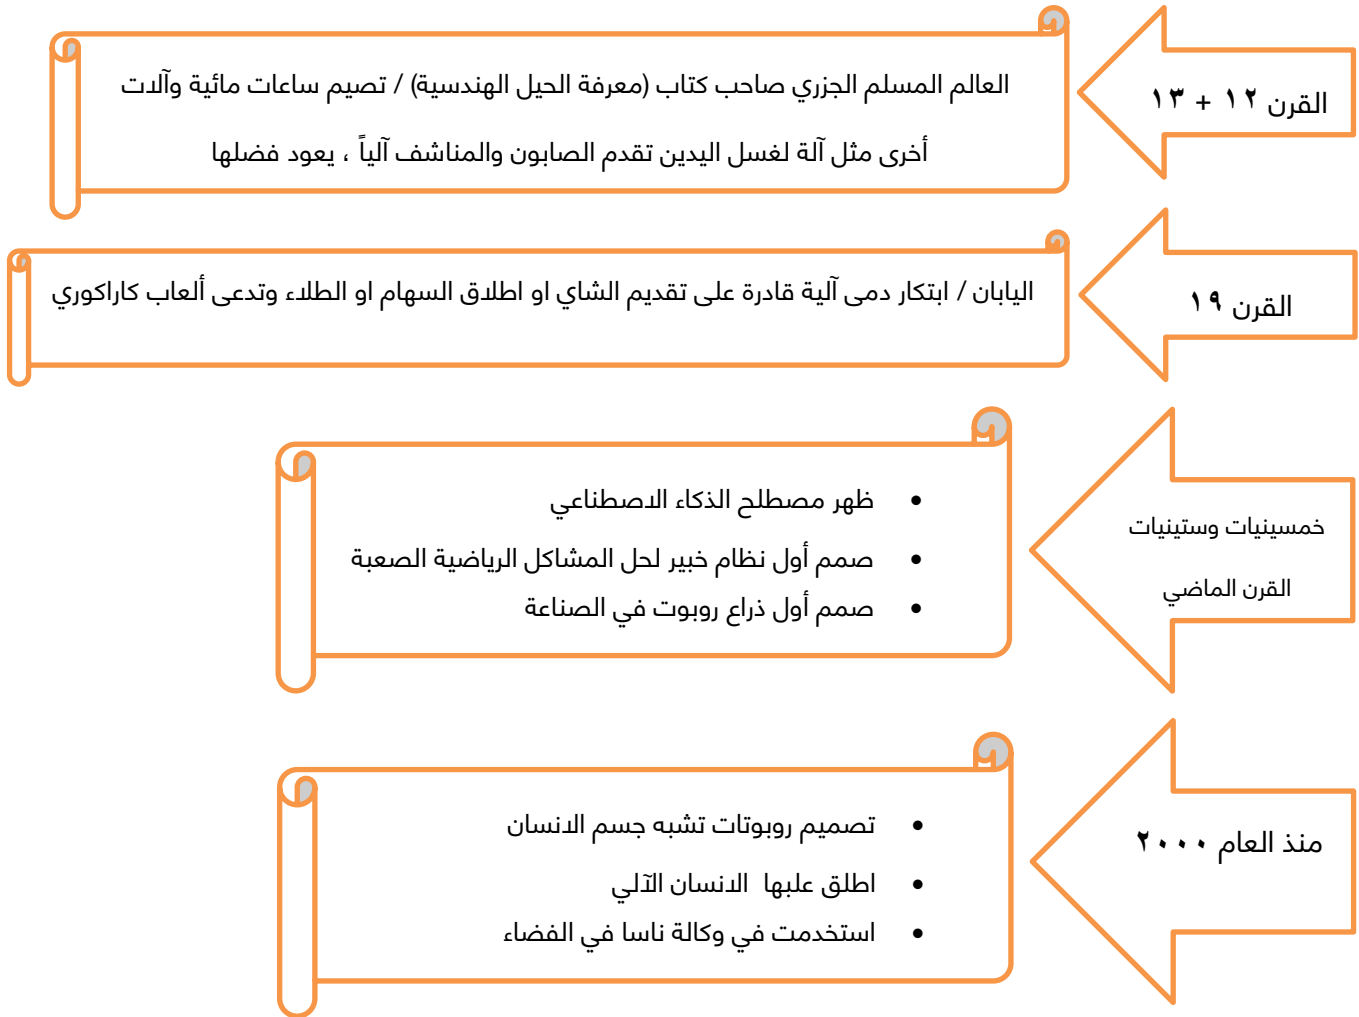 القرن ١٢ + ١٣
العالم المسلم الجزري صاحب كتاب (معرفة الحيل الهندسية) / تصيم ساعات مائية وآلات
أخرى مثل آلة لغسل اليدين تقدم الصابون والمناشف آلياً ، يعود فضلها
القرن ١٩
اليابان / ابتكار دمى آلية قادرة على تقديم الشاي او اطلاق السهام او الطلاء وتدعى ألعاب كاراكوري
خمسينيات وستينيات
القرن الماضي
• ظهر مصطلح الذكاء الاصطناعي
• صمم أول نظام خبير لحل المشاكل الرياضية الصعبة
• صمم أول ذراع روبوت في الصناعة
منذ العام ٢٠٠٠
• تصميم روبوتات تشبه جسم الانسان
• اطلق علبها الانسان الآلي
• استخدمت في وكالة ناسا في الفضاء